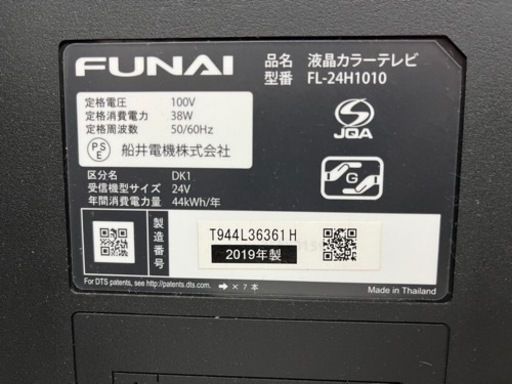 FUNAI
品名 液晶カラーテレビ
型番 FL-24H1010
定格電圧 100V
定格消費電力 38W
定格周波数 50/60Hz
PSE 船井電機株式会社
JQA
区分名 DK1
受信機型サイズ 24V
年間消費電力量 44kWh/年
G
製造番号
T944L36361H
2019年製
For DTS patents, see http://patents.dts.com. ➡ × 7 本
Made in Thailand